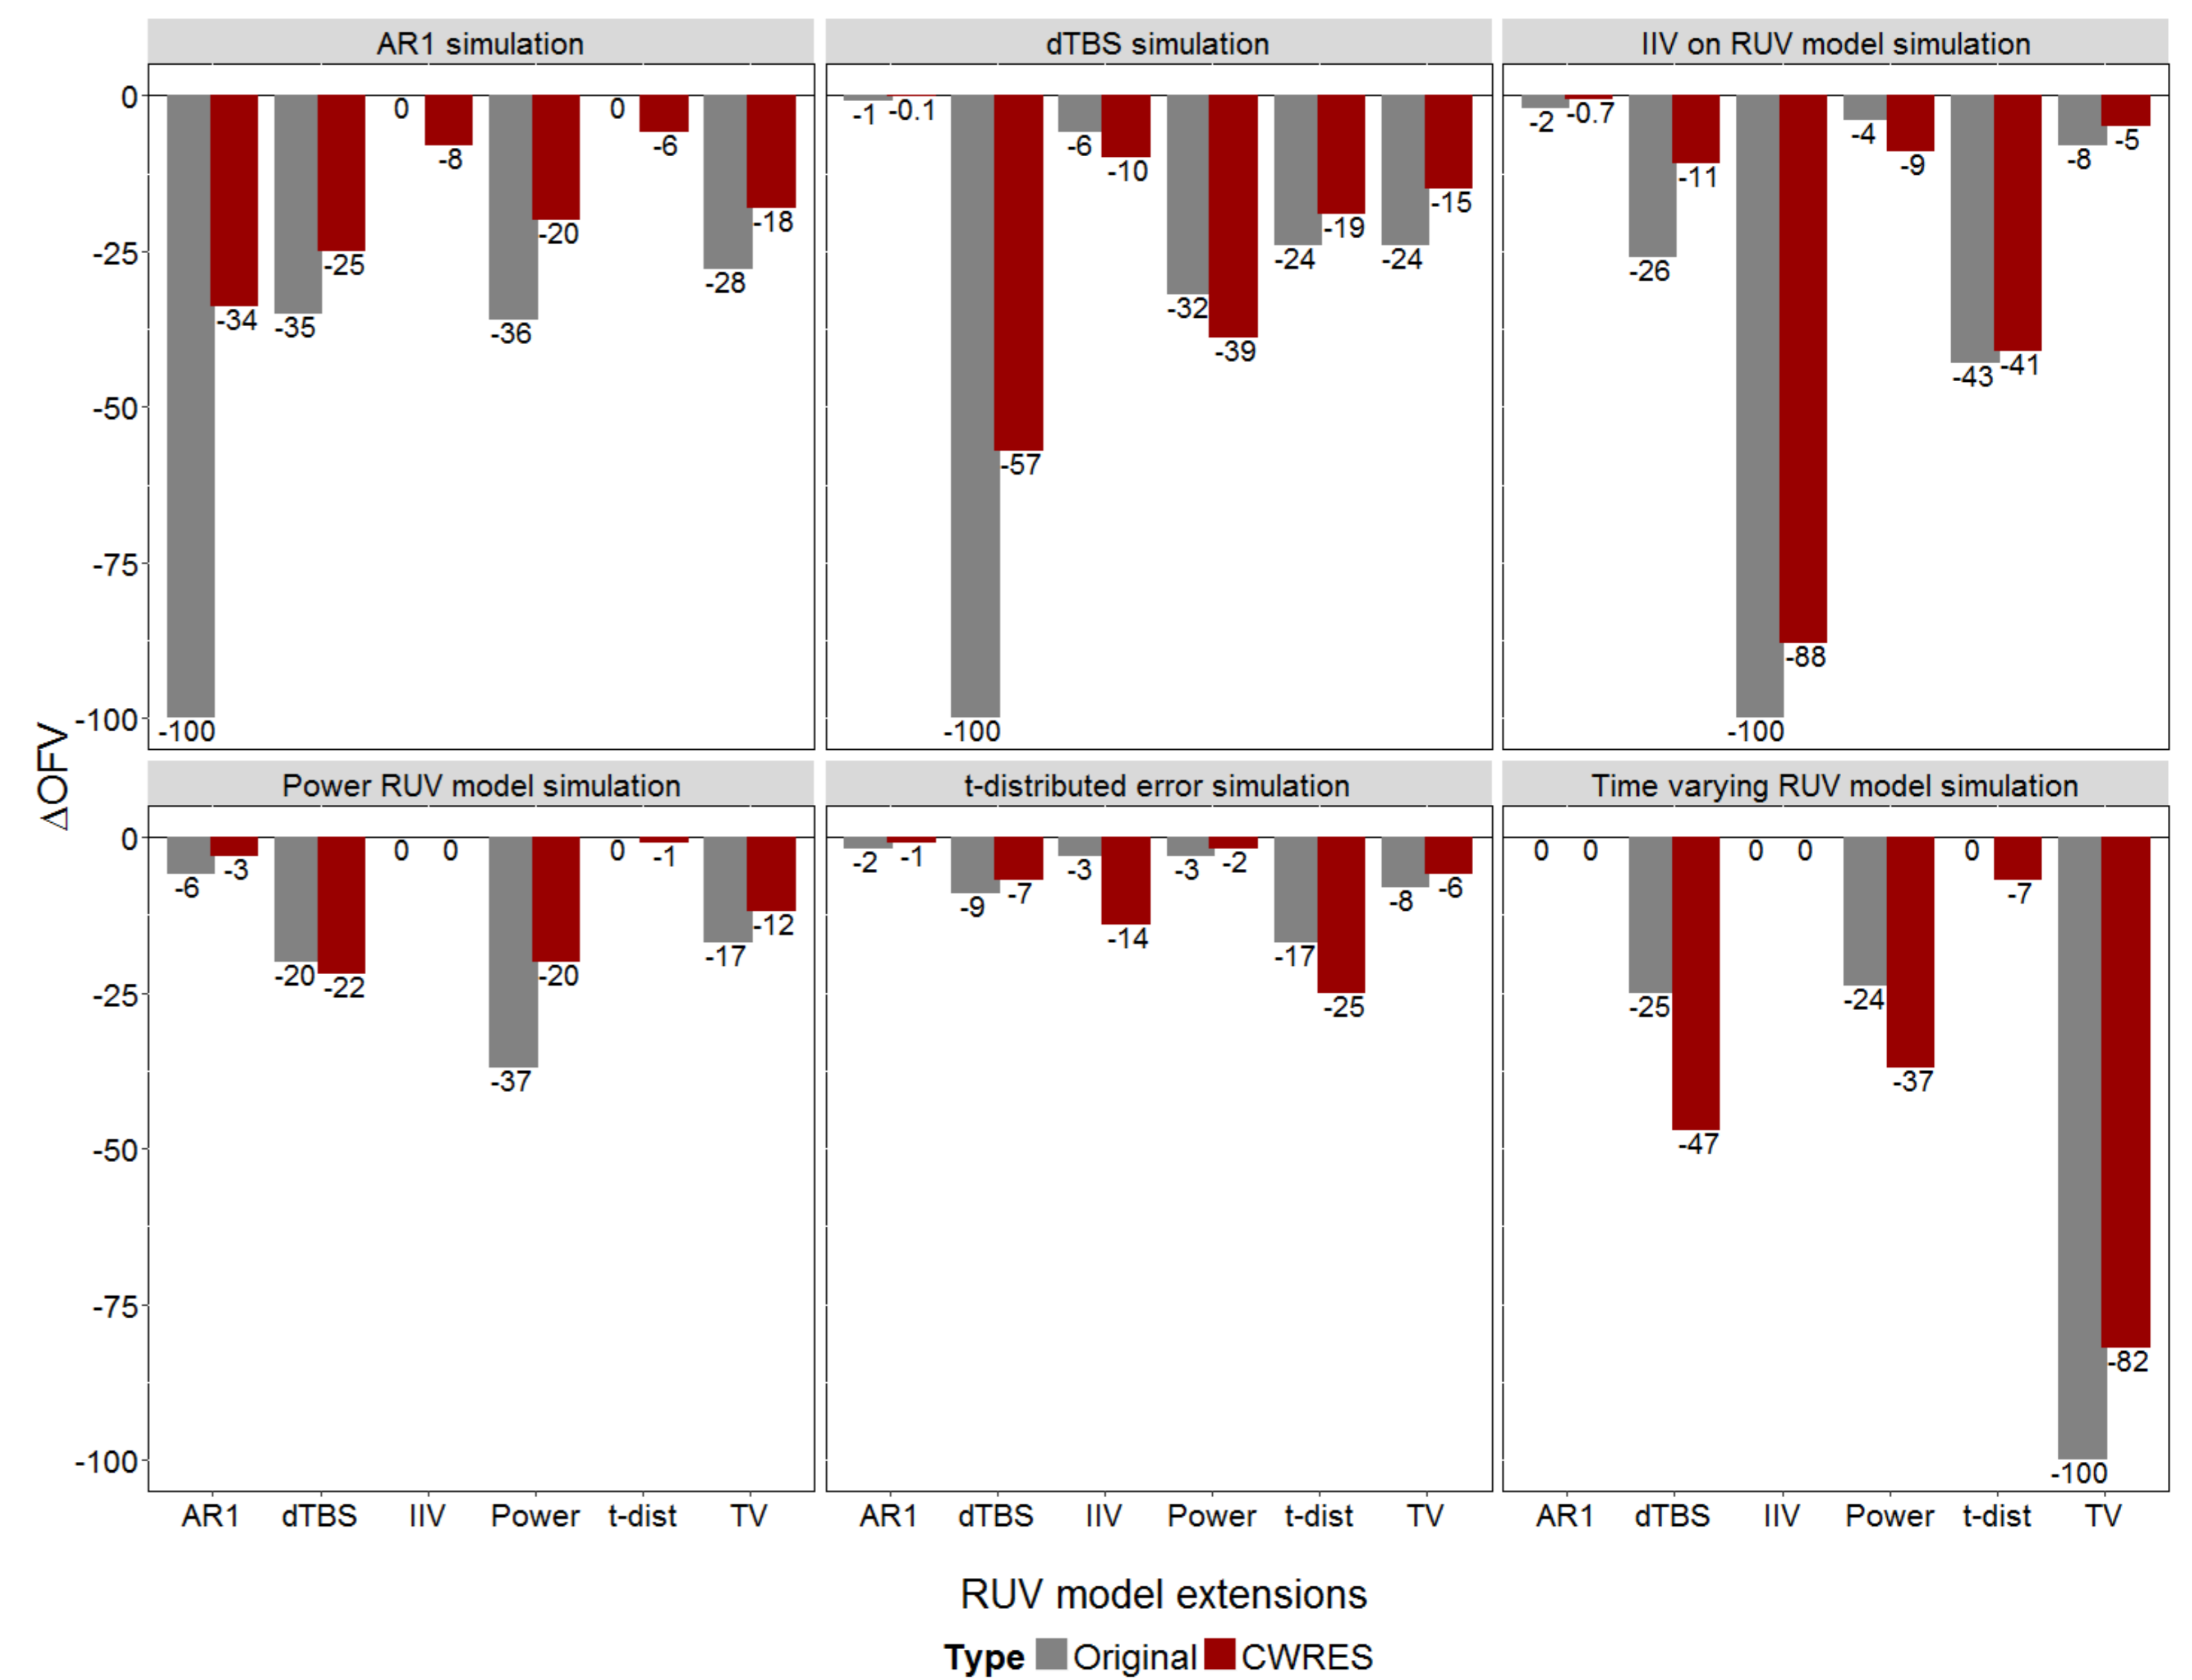 AR1 simulation
dTBS simulation
IIV on RUV model simulation
0
-25
-50
-75
-100
-100 -34 -35 -25 0 -8 -36 -20 0 -6 -28 -18
-1 -0.1 -100 -57 -6 -10 -32 -39 -24 -19 -24 -15
-2 -0.7 -26 -11 -100 -88 -4 -9 -43 -41 -8 -5
ΔOFV
Power RUV model simulation
t-distributed error simulation
Time varying RUV model simulation
0
-25
-50
-75
-100
-6 -3 -20 -22 0 0 -37 -20 0 -1 -17 -12
-2 -1 -9 -7 -3 -14 -3 -2 -17 -25 -8 -6
0 0 -25 -47 0 0 -24 -37 0 -7 -100 -82
AR1 dTBS IIV Power t-dist TV
AR1 dTBS IIV Power t-dist TV
AR1 dTBS IIV Power t-dist TV
RUV model extensions
Type Original CWRES